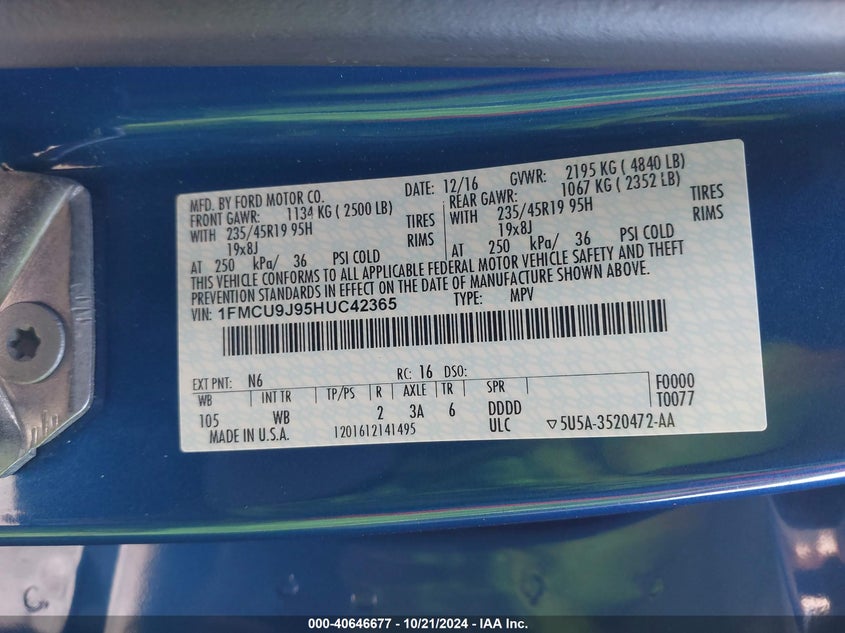 MFD. BY FORD MOTOR CO. DATE: 12/16 GVWR: 2195 KG ( 4840 LB)
FRONT GAWR: 1134 KG ( 2500 LB) REAR GAWR: 1067 KG ( 2352 LB)
WITH 235/45R19 95H TIRES WITH 235/45R19 95H TIRES
19x8J RIMS 19x8J RIMS
AT 250 kPa/ 36 PSI COLD AT 250 kPa/ 36 PSI COLD
THIS VEHICLE CONFORMS TO ALL APPLICABLE FEDERAL MOTOR VEHICLE SAFETY AND THEFT
PREVENTION STANDARDS IN EFFECT ON THE DATE OF MANUFACTURE SHOWN ABOVE.
VIN: 1FMCU9J95HUC42365 TYPE: MPV
EXT PNT: N6 RC: 16 DSO: F0000
WB INT TR TP/PS R AXLE TR SPR T0077
105 WB 2 3A 6 DDDD
MADE IN U.S.A. 1201612141495 ULC ▽5U5A-3520472-AA
000-40646677 - 10/21/2024 - IAA Inc.